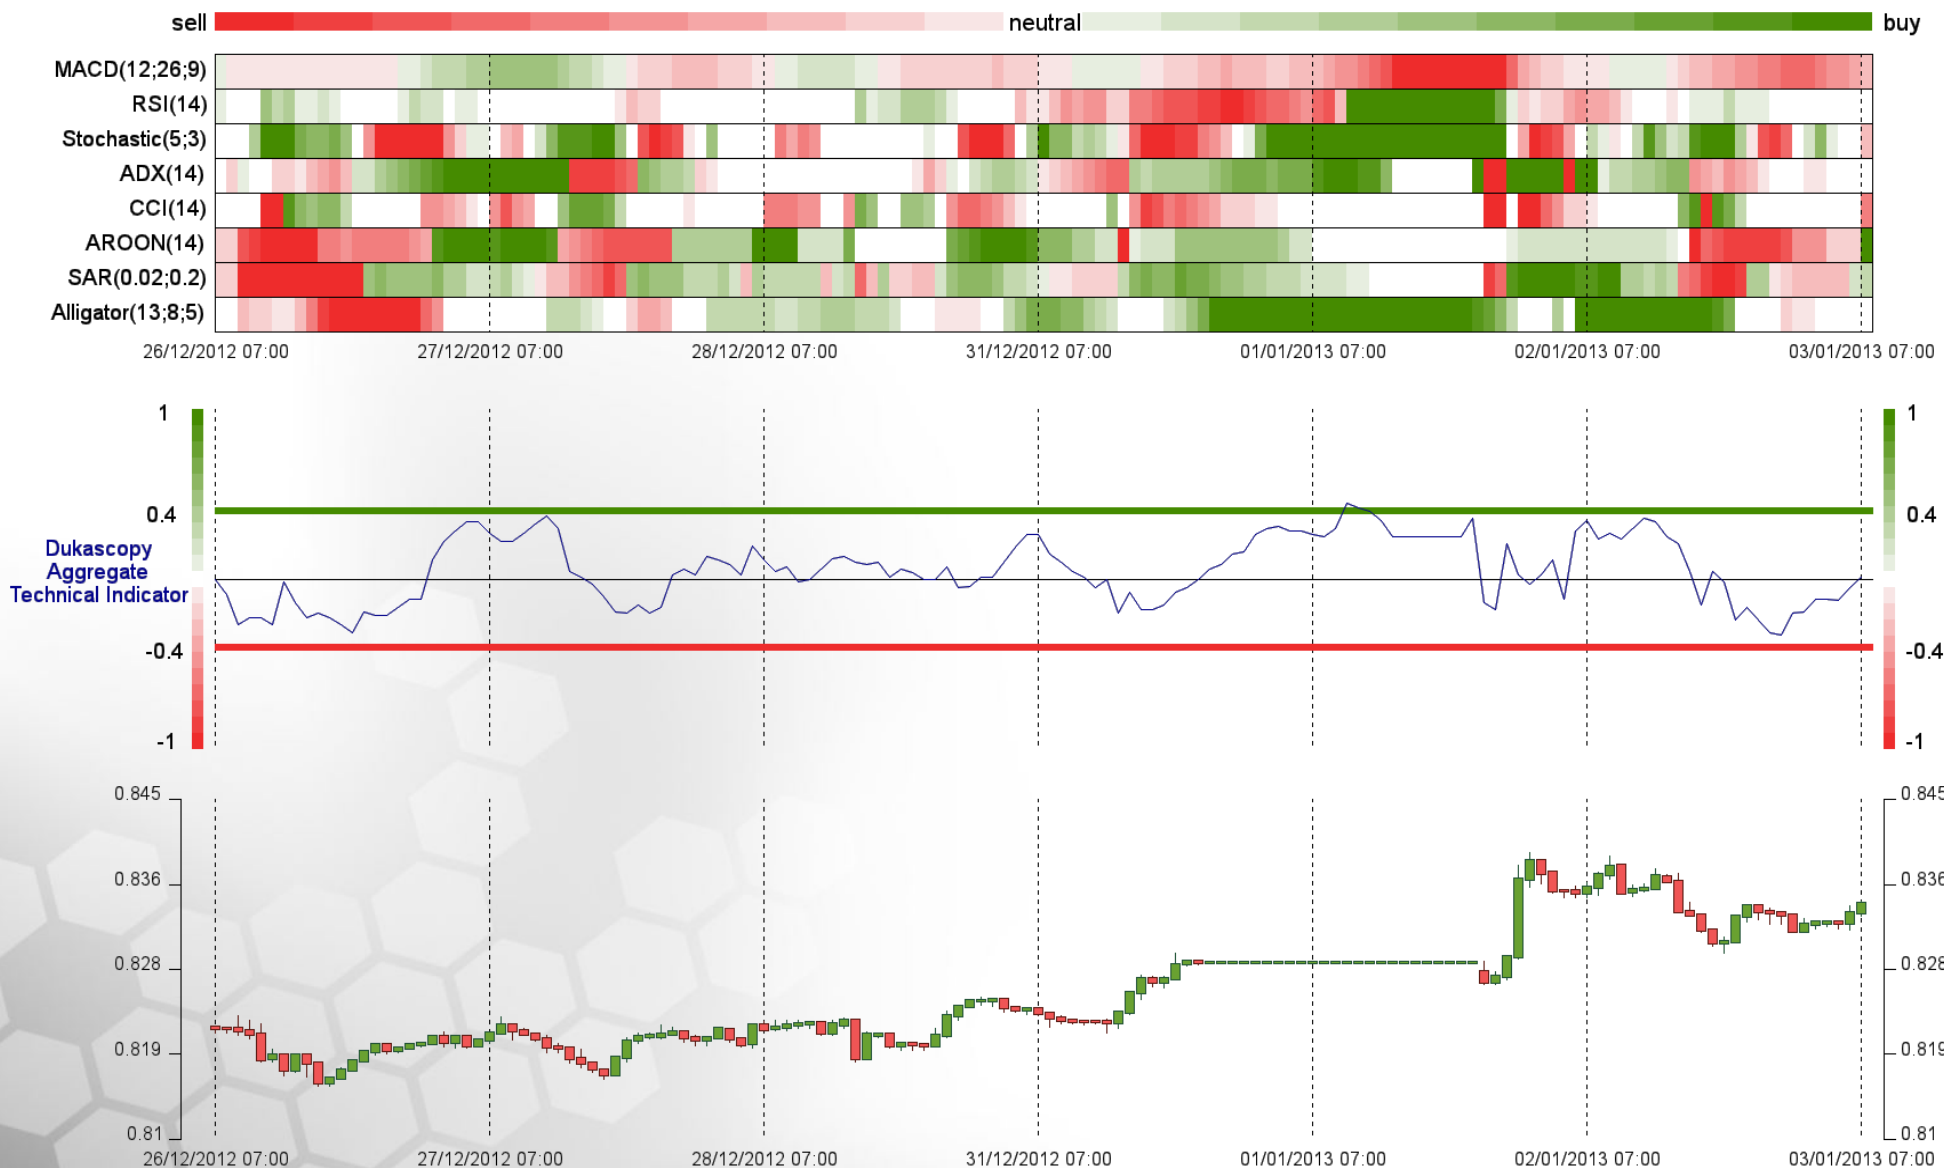 sell neutral buy
MACD(12;26;9)
RSI(14)
Stochastic(5;3)
ADX(14)
CCI(14)
AROON(14)
SAR(0.02;0.2)
Alligator(13;8;5)
26/12/2012 07:00 27/12/2012 07:00 28/12/2012 07:00 31/12/2012 07:00 01/01/2013 07:00 02/01/2013 07:00 03/01/2013 07:00
1 1
0.4 0.4
Dukascopy
Aggregate
Technical Indicator
-0.4 -0.4
-1 -1
0.845 0.845
0.836 0.836
0.828 0.828
0.819 0.819
0.81 0.81
26/12/2012 07:00 27/12/2012 07:00 28/12/2012 07:00 31/12/2012 07:00 01/01/2013 07:00 02/01/2013 07:00 03/01/2013 07:00